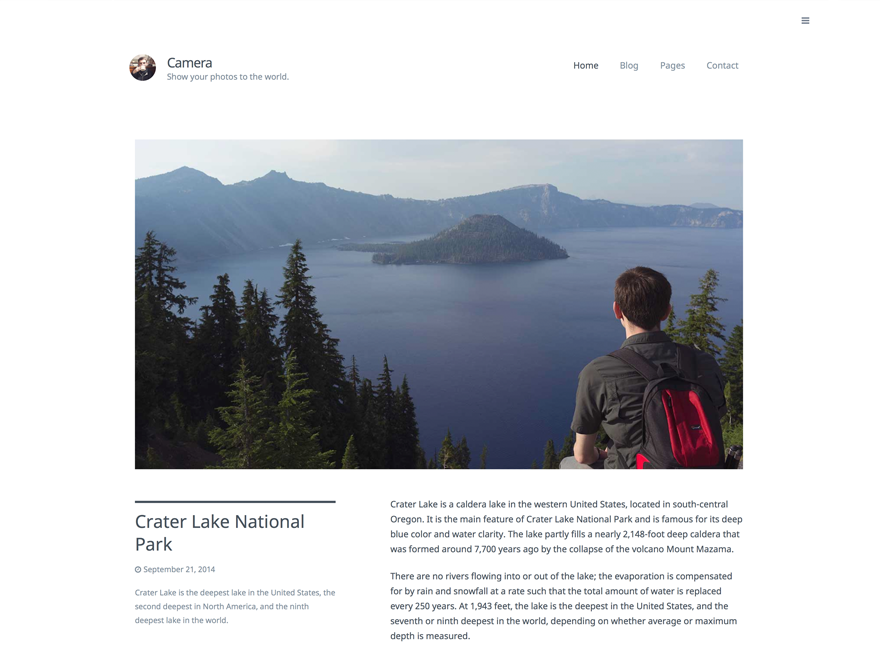 Camera
Show your photos to the world.
Home Blog Pages Contact
Crater Lake National
Park
September 21, 2014
Crater Lake is the deepest lake in the United States, the
second deepest in North America, and the ninth
deepest lake in the world.
Crater Lake is a caldera lake in the western United States, located in south-central
Oregon. It is the main feature of Crater Lake National Park and is famous for its deep
blue color and water clarity. The lake partly fills a nearly 2,148-foot deep caldera that
was formed around 7,700 years ago by the collapse of the volcano Mount Mazama.
There are no rivers flowing into or out of the lake; the evaporation is compensated
for by rain and snowfall at a rate such that the total amount of water is replaced
every 250 years. At 1,943 feet, the lake is the deepest in the United States, and the
seventh or ninth deepest in the world, depending on whether average or maximum
depth is measured.